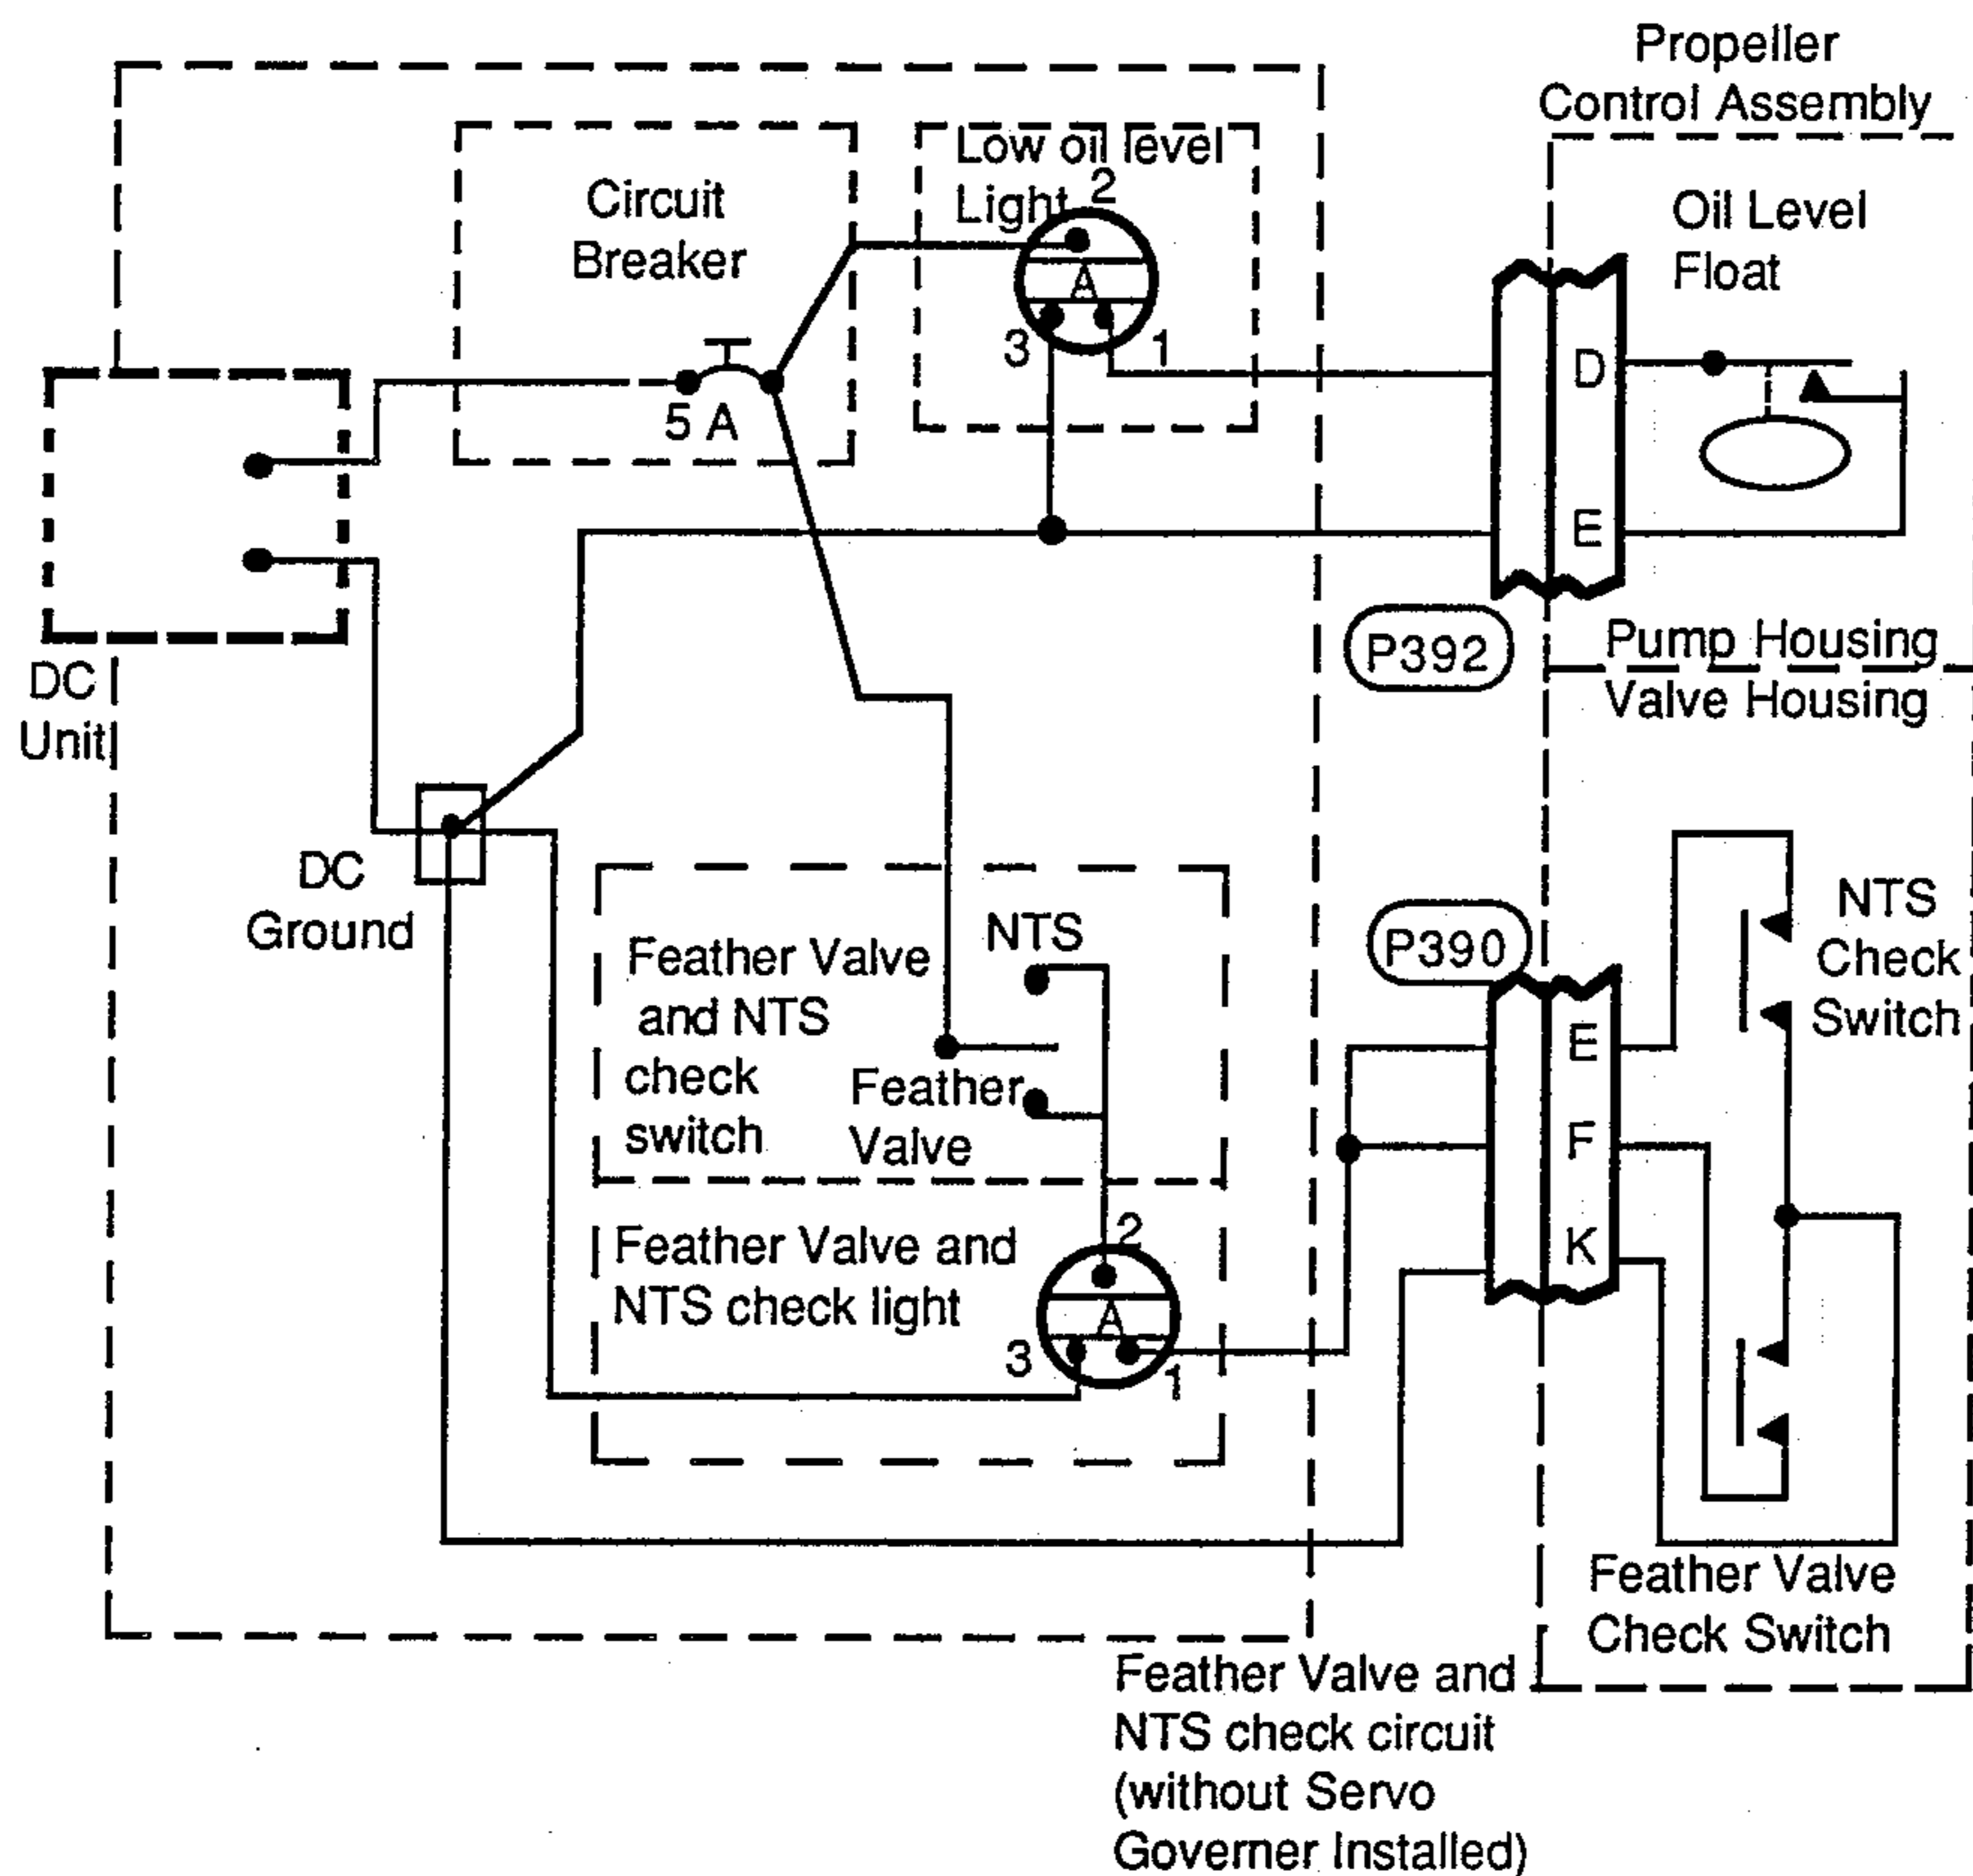 Propeller
Control Assembly
Circuit
Breaker
Low oil level
Light
2
A
3
1
5 A
Oil Level
Float
D
E
P392
Pump Housing
Valve Housing
DC
Unit
DC
Ground
P390
NTS
Check
Switch
Feather Valve
and NTS
check
switch
NTS
Feather
Valve
E
F
K
Feather Valve and
NTS check light
2
A
3
1
Feather Valve
Check Switch
Feather Valve and
NTS check circuit
(without Servo
Governer Installed)